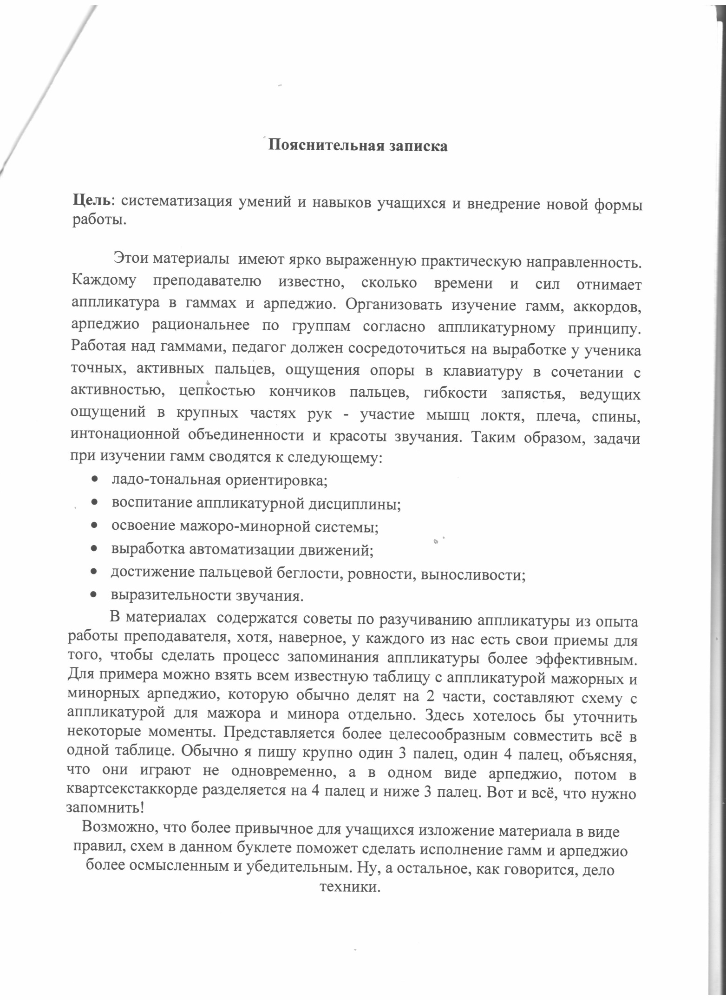 Пояснительная записка
Цель: систематизация умений и навыков учащихся и внедрение новой формы
работы.
Этои материалы имеют ярко выраженную практическую направленность.
Каждому преподавателю известно, сколько времени и сил отнимает
аппликатура в гаммах и арпеджио. Организовать изучение гамм, аккордов,
арпеджио рациональнее по группам согласно аппликатурному принципу.
Работая над гаммами, педагог должен сосредоточиться на выработке у ученика
точных, активных пальцев, ощущения опоры в клавиатуру в сочетании с
активностью, цепкостью кончиков пальцев, гибкости запястья, ведущих
ощущений в крупных частях рук - участие мышц локтя, плеча, спины,
интонационной объединенности и красоты звучания. Таким образом, задачи
при изучении гамм сводятся к следующему:
• ладо-тональная ориентировка;
• воспитание аппликатурной дисциплины;
• освоение мажоро-минорной системы;
• выработка автоматизации движений;
• достижение пальцевой беглости, ровности, выносливости;
• выразительности звучания.
В материалах содержатся советы по разучиванию аппликатуры из опыта
работы преподавателя, хотя, наверное, у каждого из нас есть свои приемы для
того, чтобы сделать процесс запоминания аппликатуры более эффективным.
Для примера можно взять всем известную таблицу с аппликатурой мажорных и
минорных арпеджио, которую обычно делят на 2 части, составляют схему с
аппликатурой для мажора и минора отдельно. Здесь хотелось бы уточнить
некоторые моменты. Представляется более целесообразным совместить всё в
одной таблице. Обычно я пишу крупно один 3 палец, один 4 палец, объясняя,
что они играют не одновременно, а в одном виде арпеджио, потом в
квартсекстаккорде разделяется на 4 палец и ниже 3 палец. Вот и всё, что нужно
запомнить!
Возможно, что более привычное для учащихся изложение материала в виде
правил, схем в данном буклете поможет сделать исполнение гамм и арпеджио
более осмысленным и убедительным. Ну, а остальное, как говорится, дело
техники.